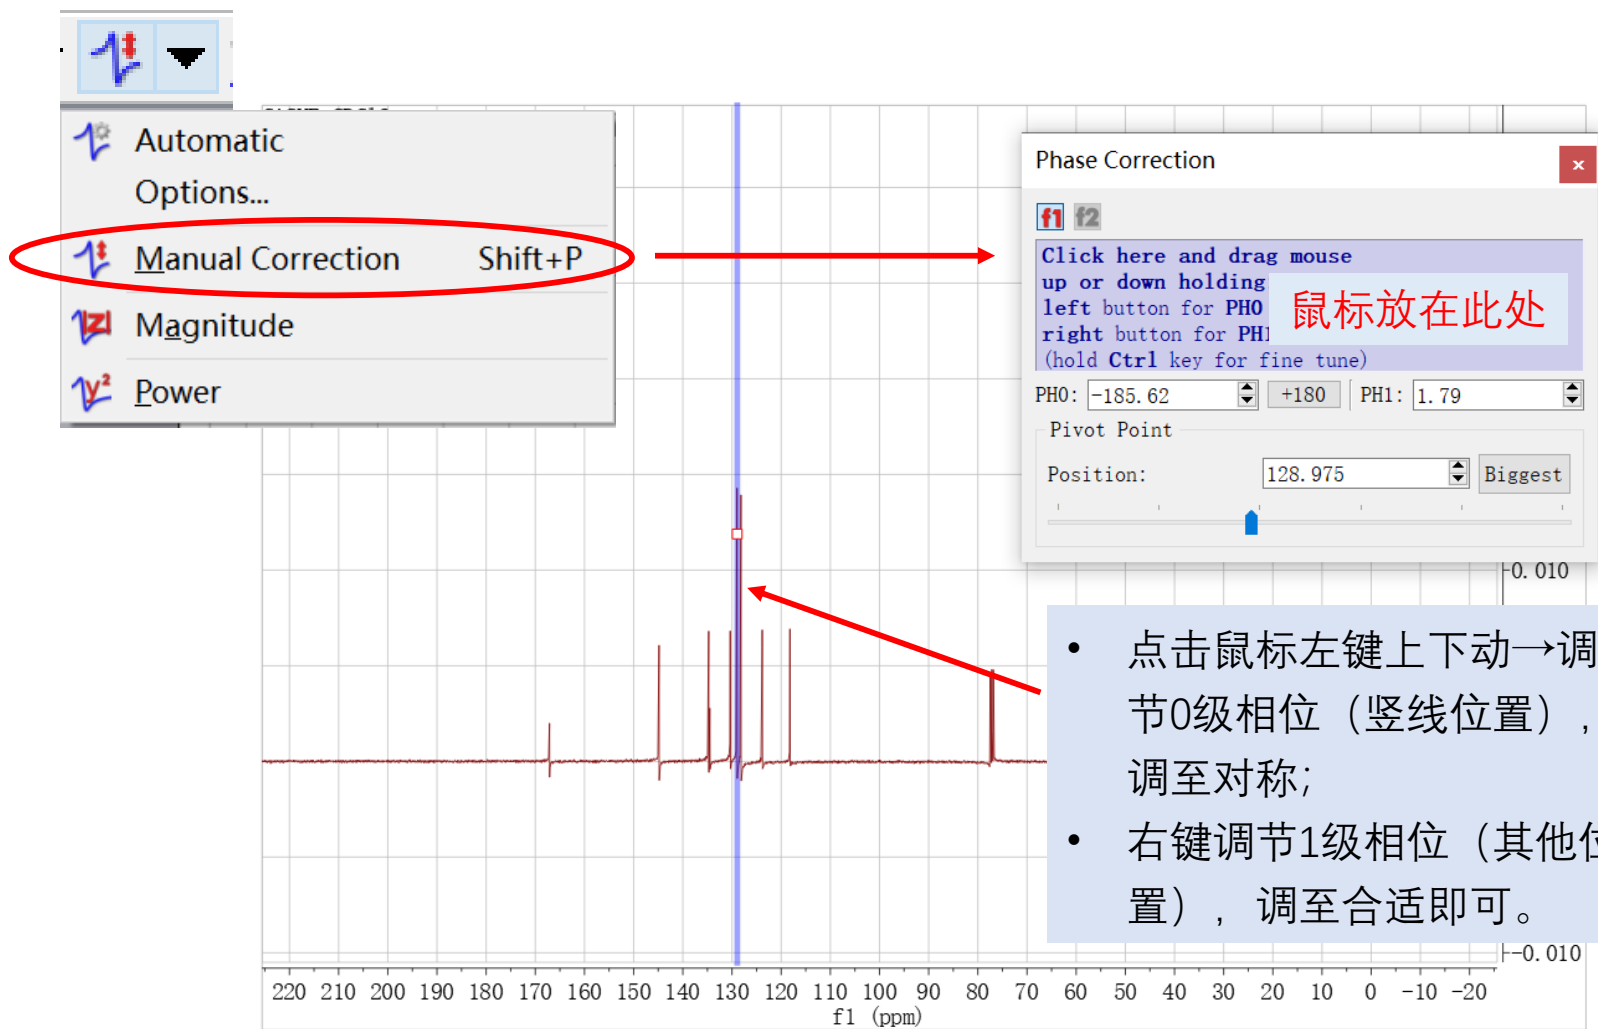 Automatic
Options...
Manual Correction Shift+P
Magnitude
Power
Phase Correction
f1 f2
Click here and drag mouse
up or down holding
left button for PH0
right button for PH1
(hold Ctrl key for fine tune)
鼠标放在此处
PH0: -185.62 +180 PH1: 1.79
Pivot Point
Position: 128.975 Biggest
0.010
• 点击鼠标左键上下动→调
节0级相位（竖线位置），
调至对称；
• 右键调节1级相位（其他位
置），调至合适即可。
-0.010
220 210 200 190 180 170 160 150 140 130 120 110 100 90 80 70 60 50 40 30 20 10 0 -10 -20
f1 (ppm)